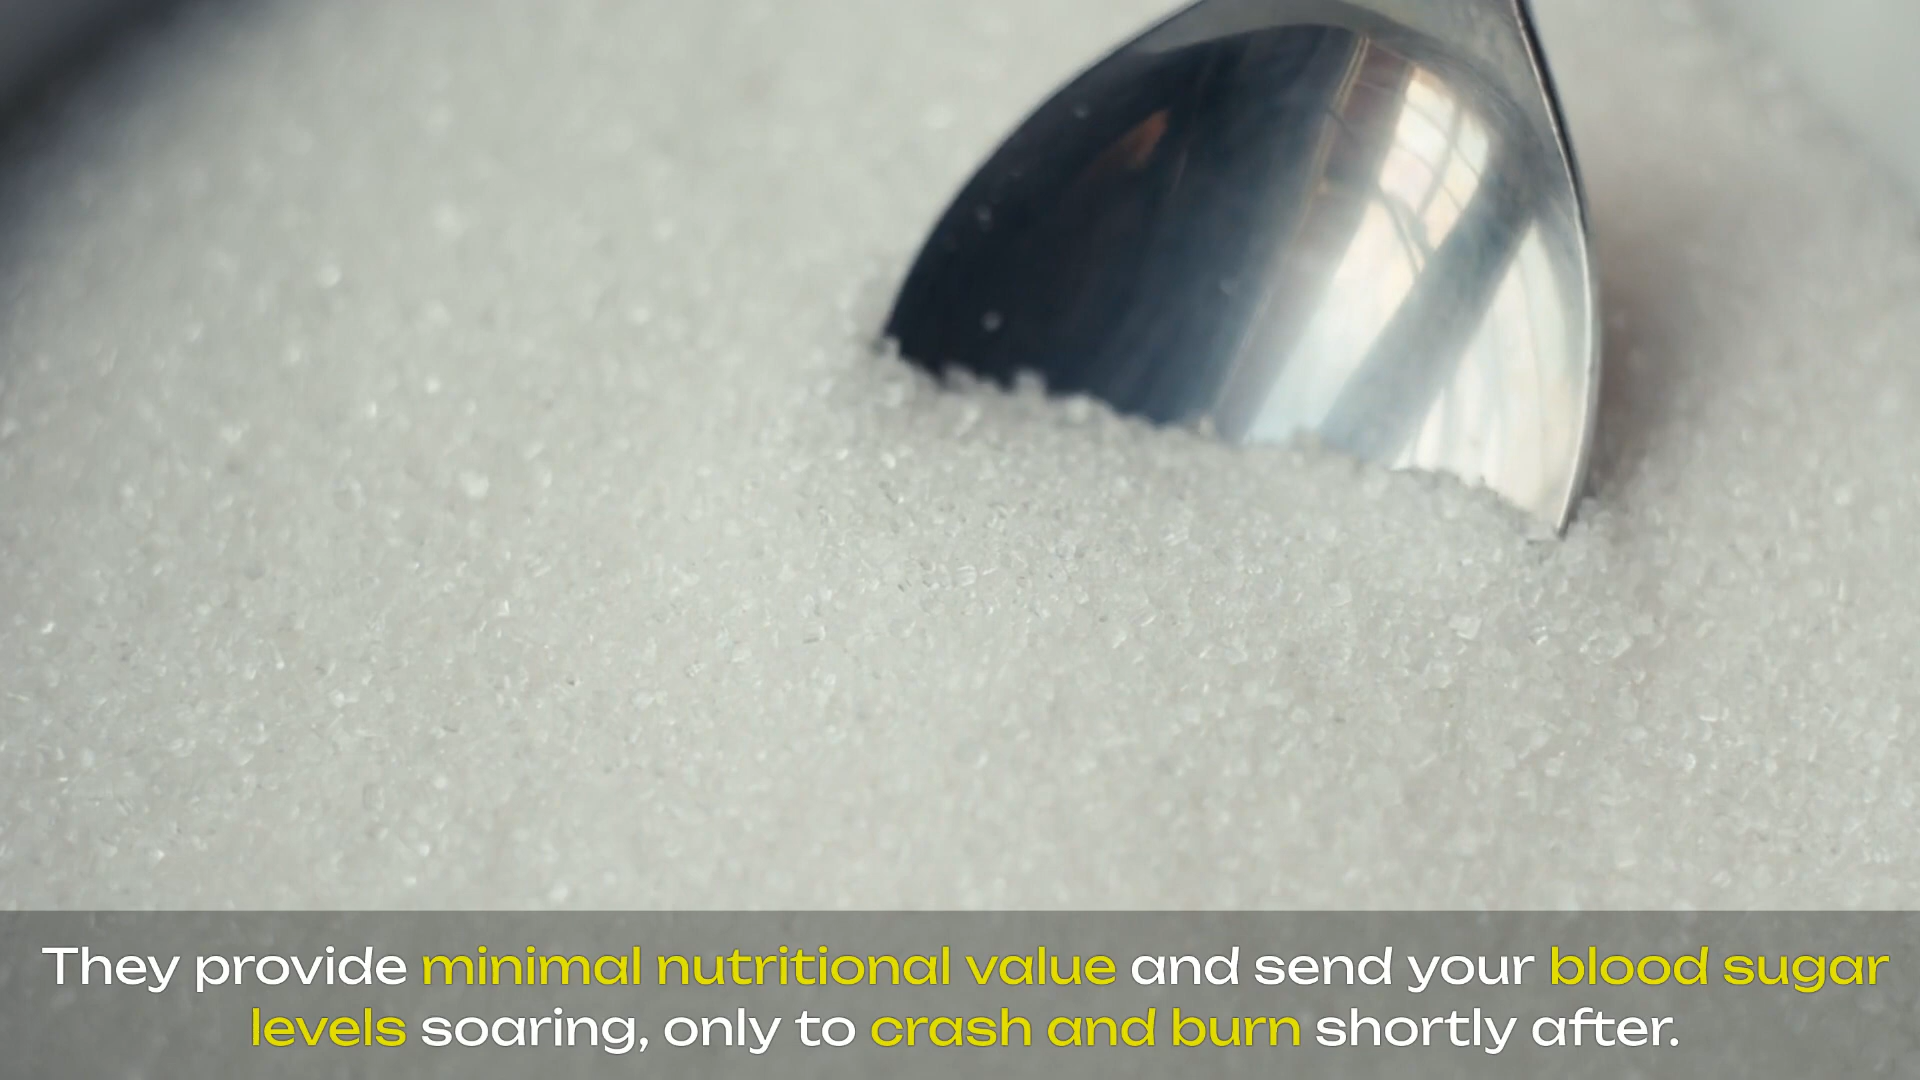 They provide minimal nutritional value and send your blood sugar
levels soaring, only to crash and burn shortly after.